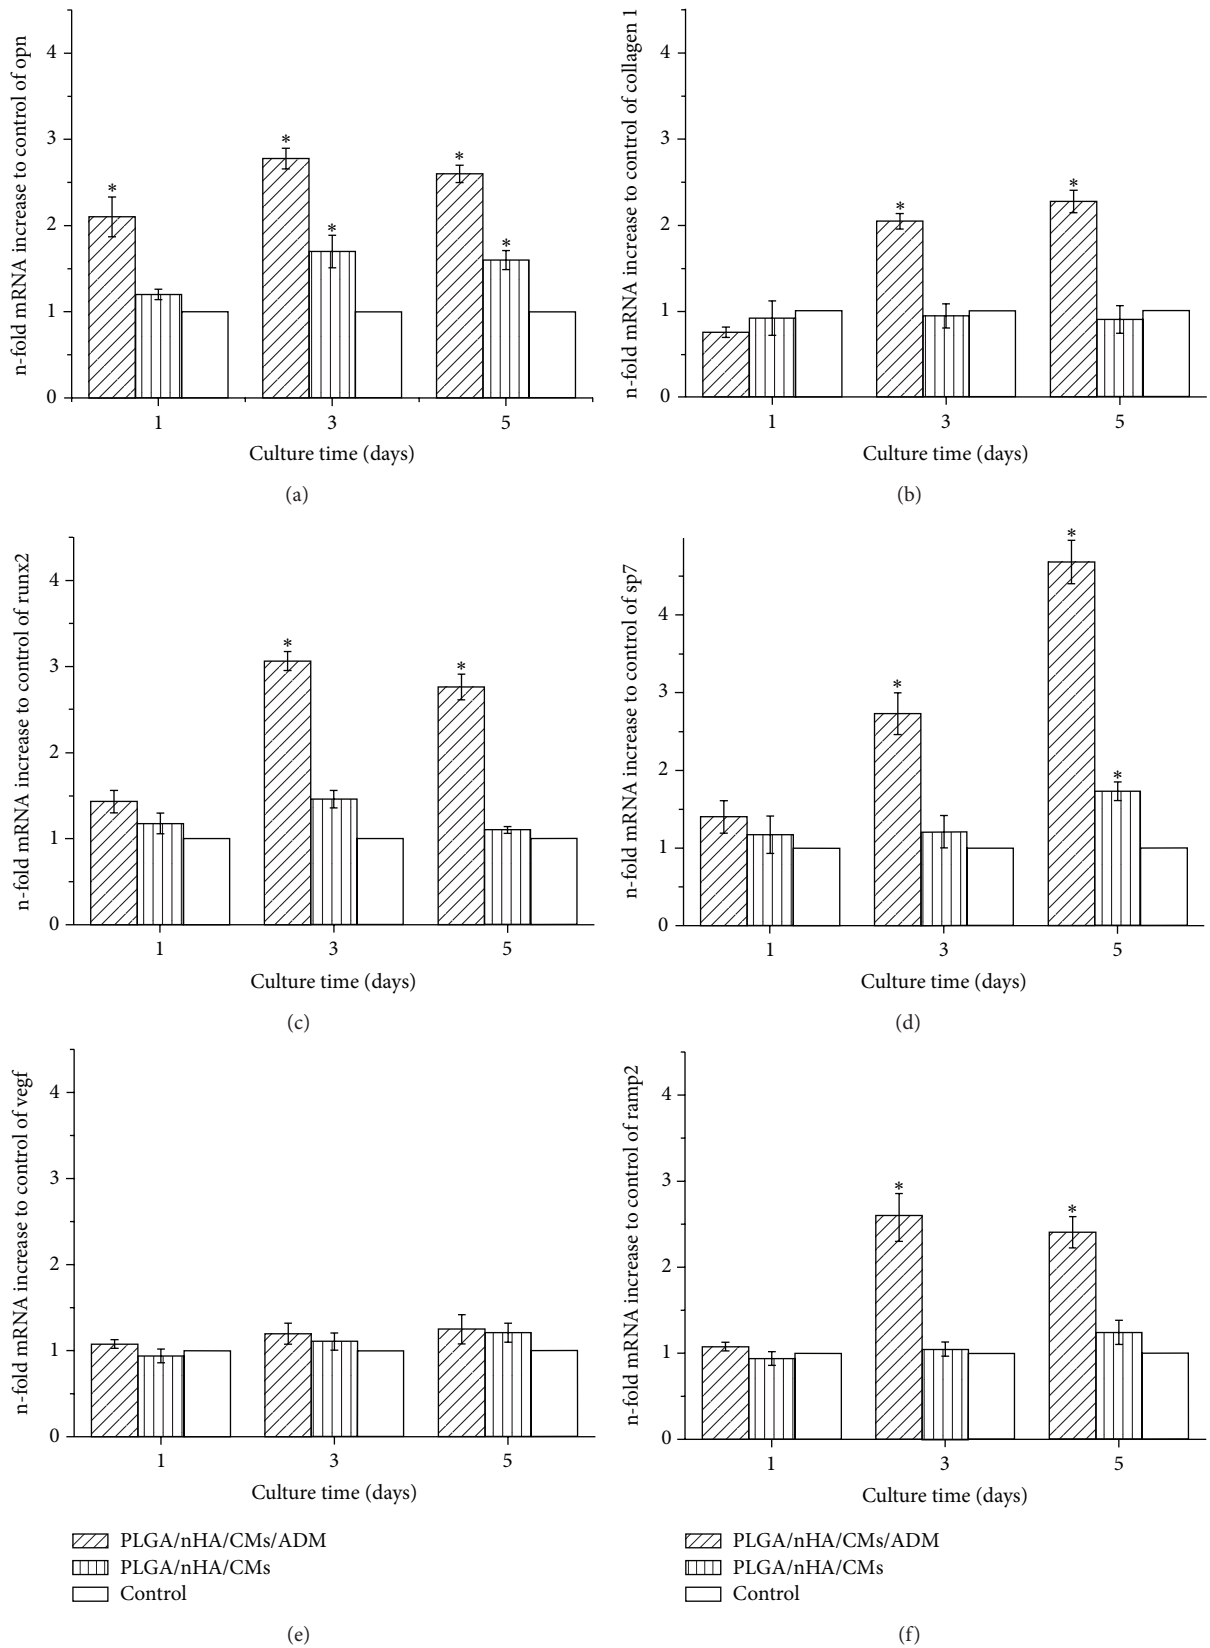 n-fold mRNA increase to control of opn
4
3
2
1
0
*
*
*
*
*
1 3 5
Culture time (days)
(a)
n-fold mRNA increase to control of collagen 1
4
3
2
1
0
*
*
1 3 5
Culture time (days)
(b)
n-fold mRNA increase to control of runx2
4
3
2
1
0
*
*
1 3 5
Culture time (days)
(c)
n-fold mRNA increase to control of sp7
4
3
2
1
0
*
*
*
1 3 5
Culture time (days)
(d)
n-fold mRNA increase to control of vegf
4
3
2
1
0
1 3 5
Culture time (days)
PLGA/nHA/CMs/ADM
PLGA/nHA/CMs
Control
(e)
n-fold mRNA increase to control of ramp2
4
3
2
1
0
*
*
1 3 5
Culture time (days)
PLGA/nHA/CMs/ADM
PLGA/nHA/CMs
Control
(f)